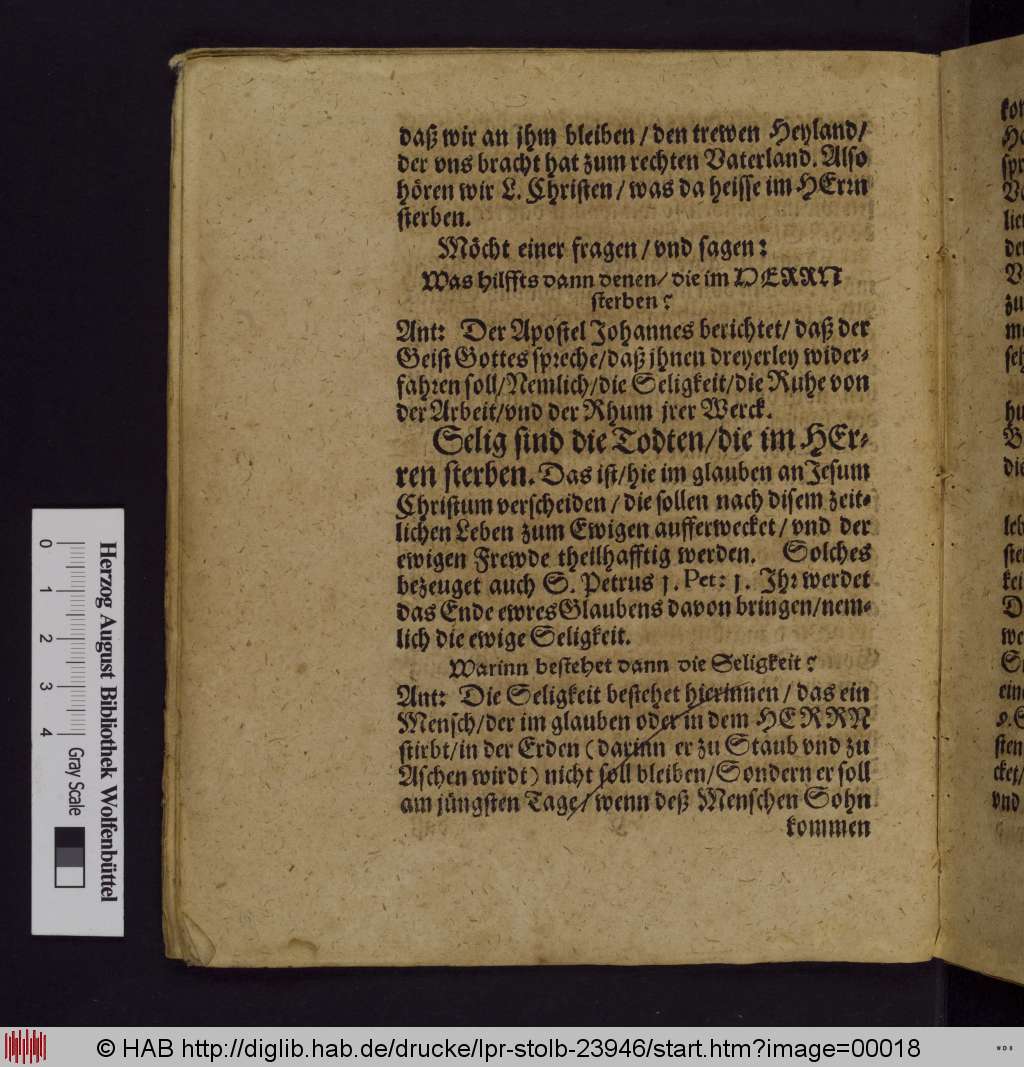 daß wir an jhm bleiben / den trewen Heyland/
der vns bracht hat zum rechten Vaterland. Also
hören wir L. Christen / was da heisse im HErꝛn
sterben.
Möcht einer fragen / vnd sagen:
Was hilffts dann denen/ die im HERRN
sterben?
Ant: Der Apostel Johannes berichtet/ daß der
Geist Gottes spreche/daß jhnen dreyerley wider-
fahren soll/Nemlich/die Seligkeit/die Ruhe von
der Arbeit/vnd der Rhum jrer Werck.
Selig sind die Todten/die im HEr-
ren sterben. Das ist/hie im glauben an Jesum
Christum verscheiden / die sollen nach disem zeit-
lichen Leben zum Ewigen aufferwecket/ vnd der
ewigen Frewde theilhafftig werden. Solches
bezeuget auch S. Petrus 1. Pet: 1. Ihr werdet
das Ende ewres Glaubens davon bringen/nem-
lich die ewige Seligkeit.
Warinn bestehet dann die Seligkeit?
Ant: Die Seligkeit bestehet hierinnen / das ein
Mensch/der im glauben oder in dem HERRN
stirbt/in der Erden (darinn er zu Staub vnd zu
Aschen wirdt) nicht soll bleiben/Sondern er soll
am jüngsten Tage/ wenn deß Menschen Sohn
kommen
0 1 2 3 4
Herzog August Bibliothek Wolfenbüttel
Gray Scale
© HAB http://diglib.hab.de/drucke/lpr-stolb-23946/start.htm?image=00018